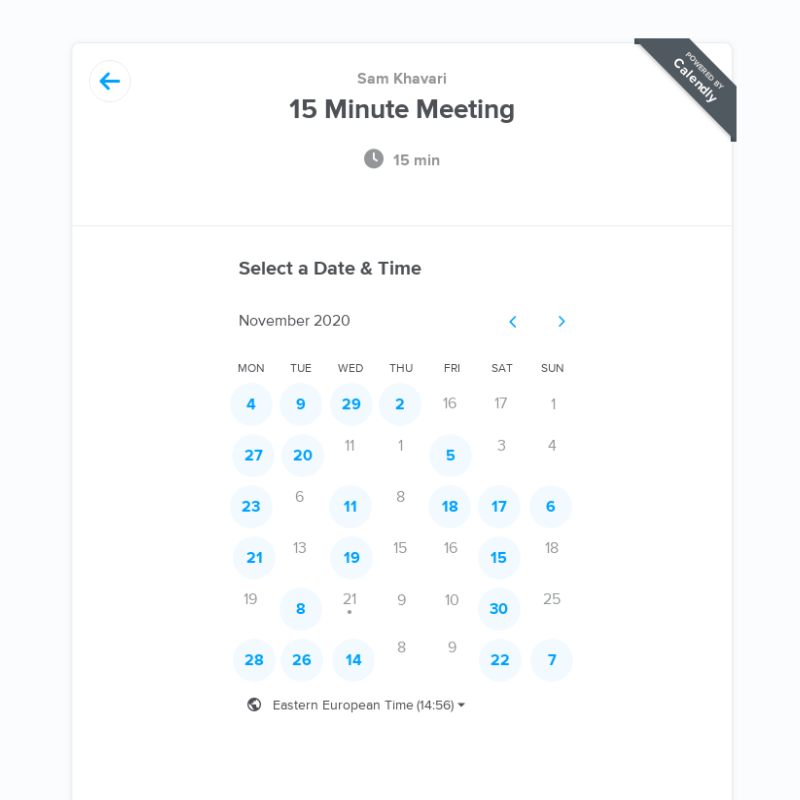 POWERED BY
Calendly
Sam Khavari
15 Minute Meeting
15 min
Select a Date & Time
November 2020
MON TUE WED THU FRI SAT SUN
4 9 29 2 16 17 1
27 20 11 1 5 3 4
23 6 11 8 18 17 6
21 13 19 15 16 15 18
19 8 21 9 10 30 25
28 26 14 8 9 22 7
Eastern European Time (14:56)